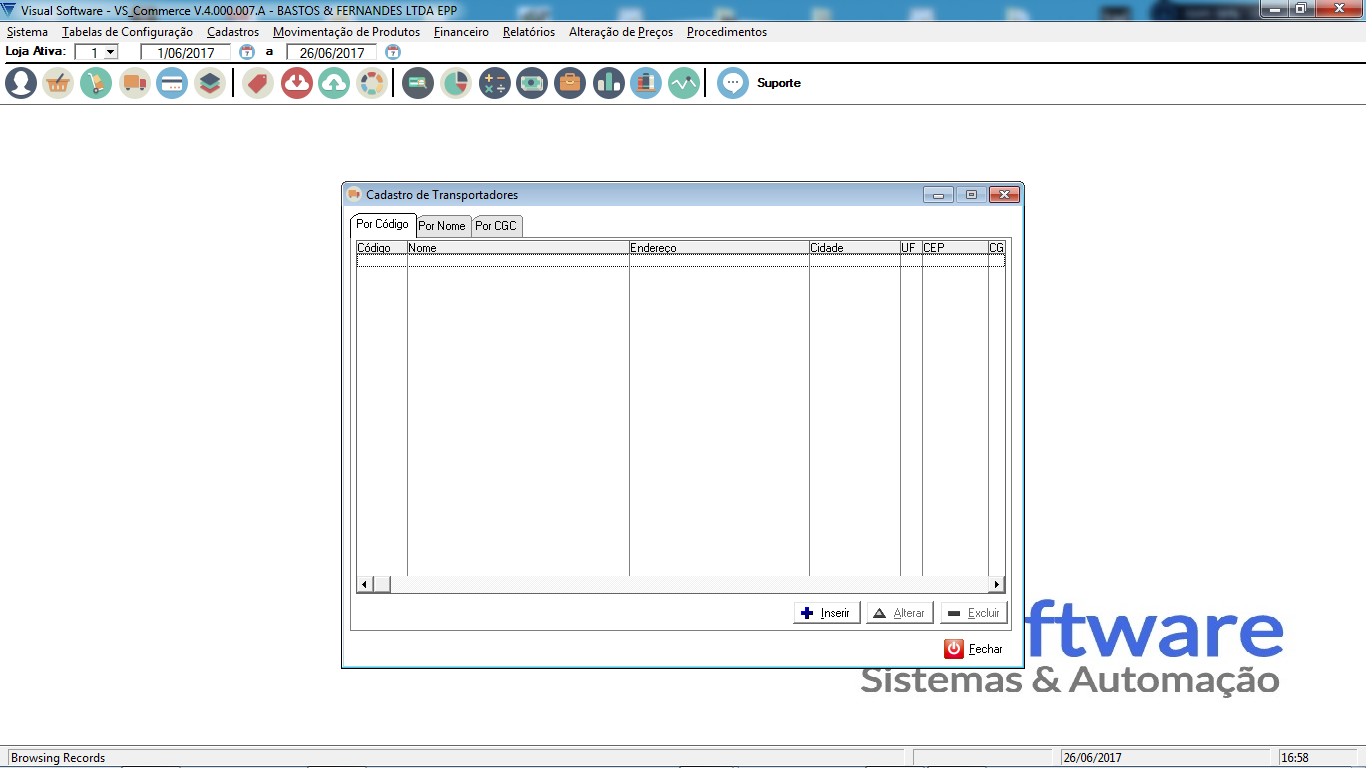 Visual Software - VS_Commerce V.4.000.007.A - BASTOS & FERNANDES LTDA EPP
Sistema Tabelas de Configuração Cadastros Movimentação de Produtos Financeiro Relatórios Alteração de Preços Procedimentos
Loja Ativa: 1 1/06/2017 a 26/06/2017
Suporte
Cadastro de Transportadores
Por Código Por Nome Por CGC
Código Nome Endereço Cidade UF CEP CG
Inserir Alterar Excluir
Fechar
ftware
Sistemas & Automação
Browsing Records 26/06/2017 16:58